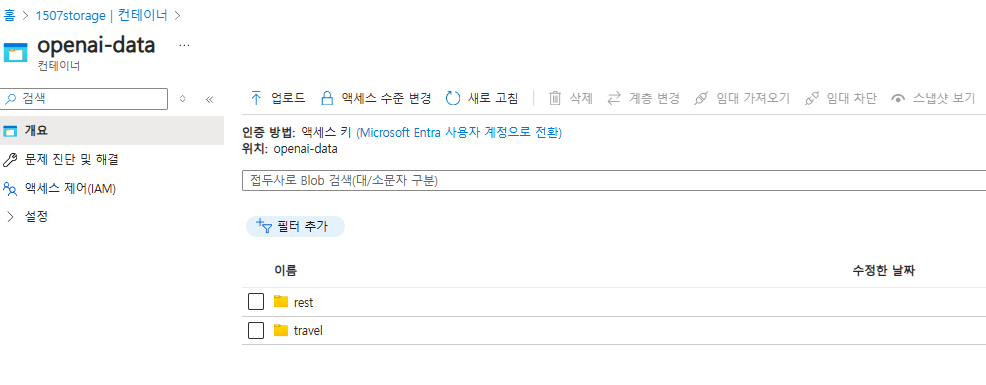 홈 > 1507storage | 컨테이너 >
openai-data ...
컨테이너
검색
업로드 액세스 수준 변경 새로 고침 삭제 계층 변경 임대 가져오기 임대 차단 스냅샷 보기
개요
문제 진단 및 해결
액세스 제어(IAM)
설정
인증 방법: 액세스 키 (Microsoft Entra 사용자 계정으로 전환)
위치: openai-data
접두사로 Blob 검색(대/소문자 구분)
필터 추가
이름 수정한 날짜
rest
travel